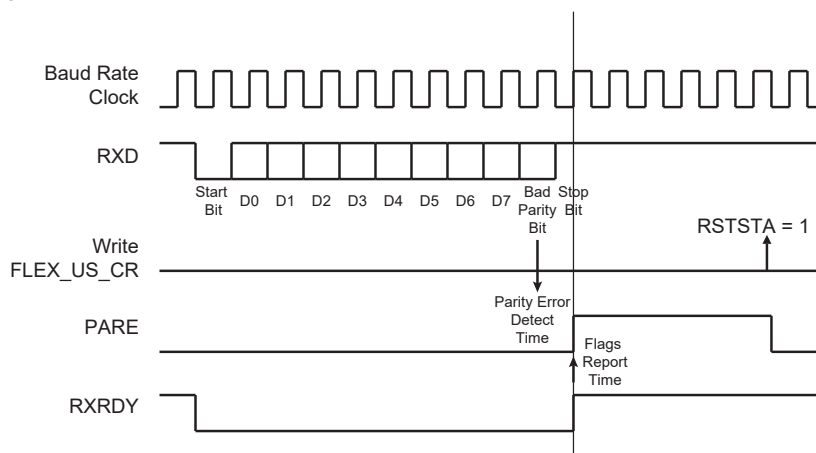 Baud Rate
Clock
RXD
Start
Bit
D0 D1 D2 D3 D4 D5 D6 D7
Bad
Parity
Bit
Stop
Bit
RSTSTA = 1
Write
FLEX_US_CR
Parity Error
Detect
Time
PARE
Flags
Report
Time
RXRDY